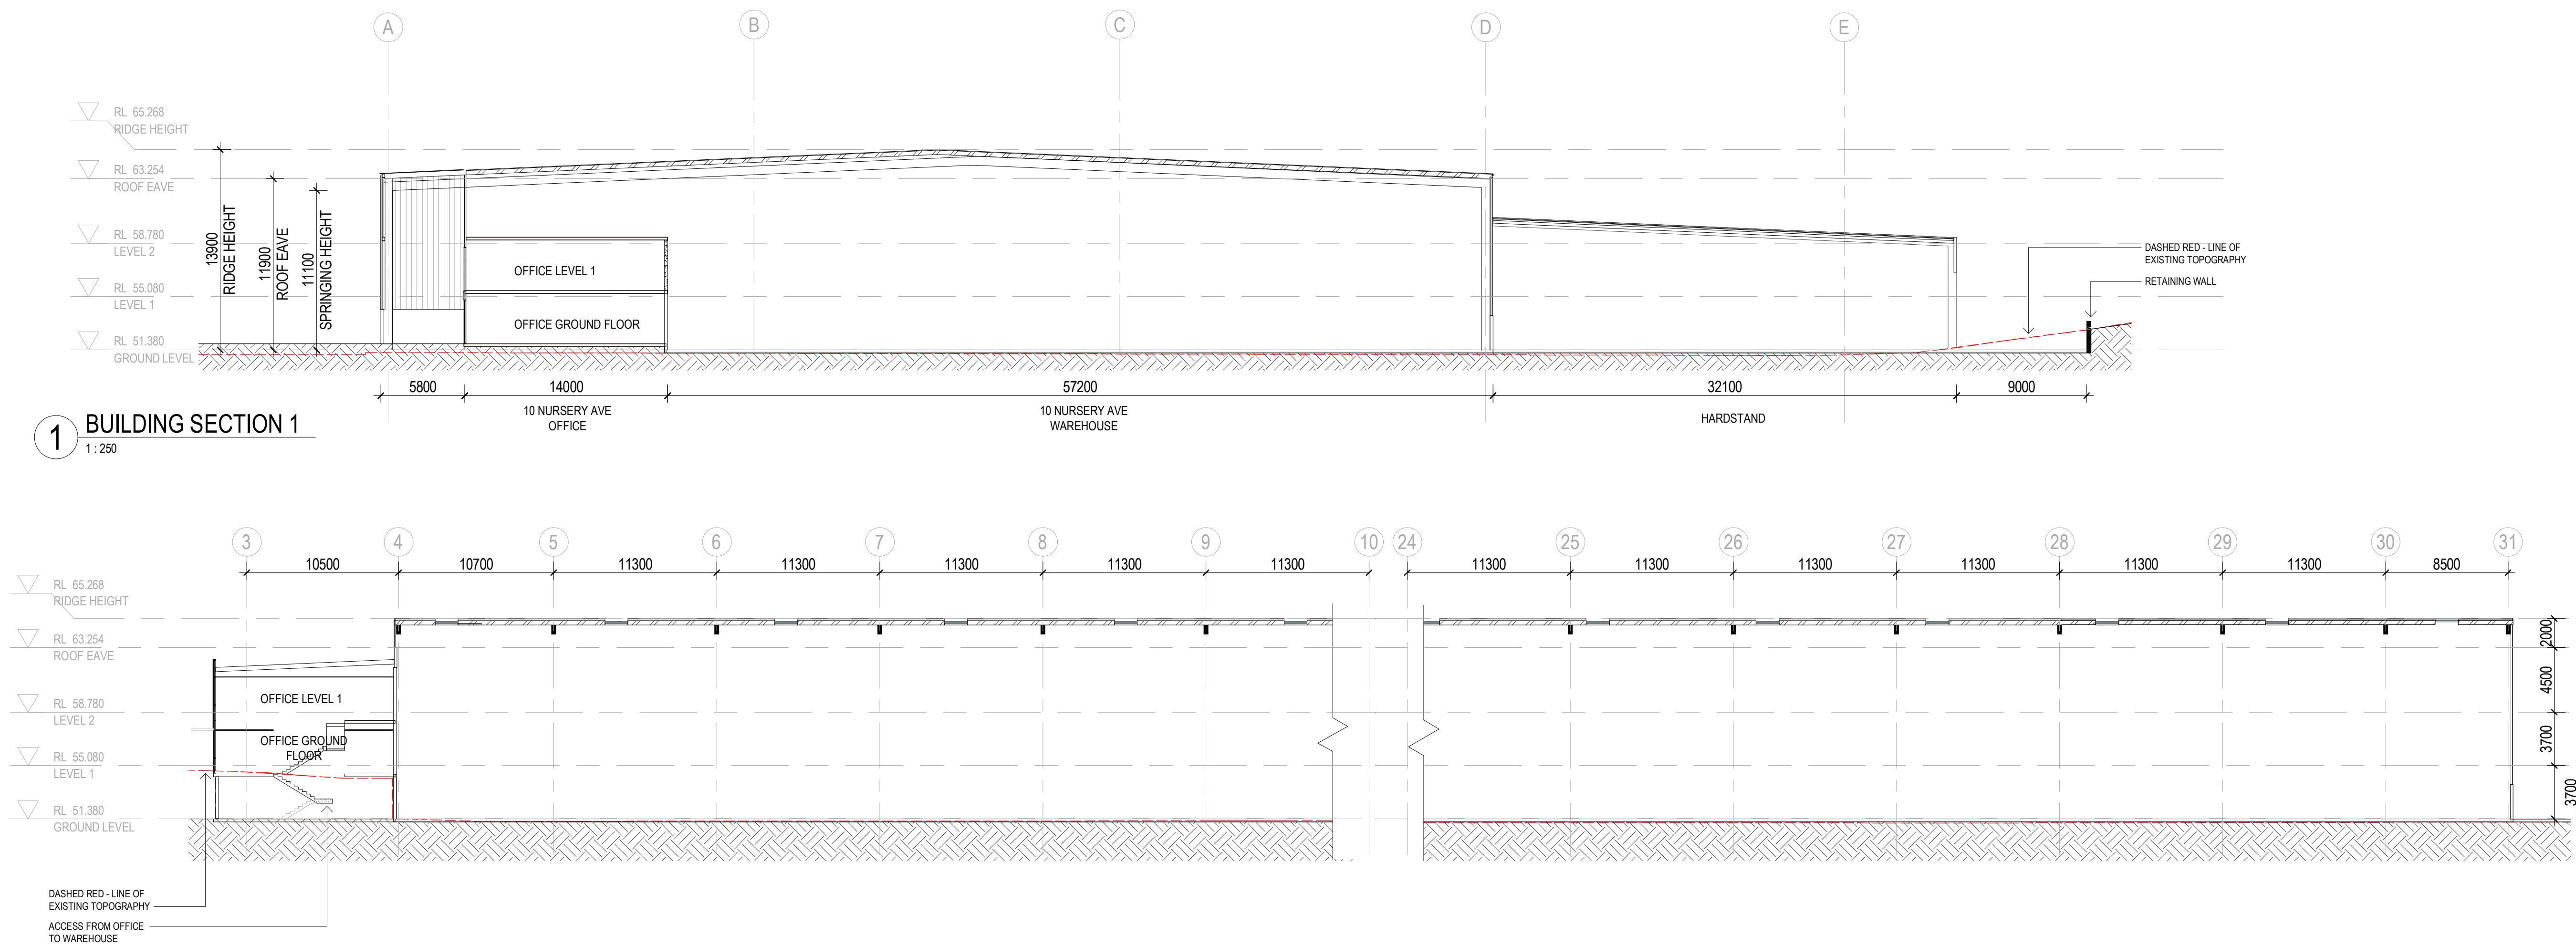 A
B
C
D
E
RL 65.268
RIDGE HEIGHT
RL 63.254
ROOF EAVE
RL 58.780
LEVEL 2
RL 55.080
LEVEL 1
RL 51.380
GROUND LEVEL
13900
RIDGE HEIGHT
11900
ROOF EAVE
11100
SPRINGING HEIGHT
OFFICE LEVEL 1
OFFICE GROUND FLOOR
DASHED RED - LINE OF
EXISTING TOPOGRAPHY
RETAINING WALL
5800
14000
57200
32100
9000
10 NURSERY AVE
OFFICE
10 NURSERY AVE
WAREHOUSE
HARDSTAND
1
BUILDING SECTION 1
1 : 250
3
4
5
6
7
8
9
10
24
25
26
27
28
29
30
31
10500
10700
11300
11300
11300
11300
11300
11300
11300
11300
11300
11300
11300
8500
RL 65.268
RIDGE HEIGHT
RL 63.254
ROOF EAVE
RL 58.780
LEVEL 2
RL 55.080
LEVEL 1
RL 51.380
GROUND LEVEL
OFFICE LEVEL 1
OFFICE GROUND
FLOOR
2000
4500
3700
3700
DASHED RED - LINE OF
EXISTING TOPOGRAPHY
ACCESS FROM OFFICE
TO WAREHOUSE